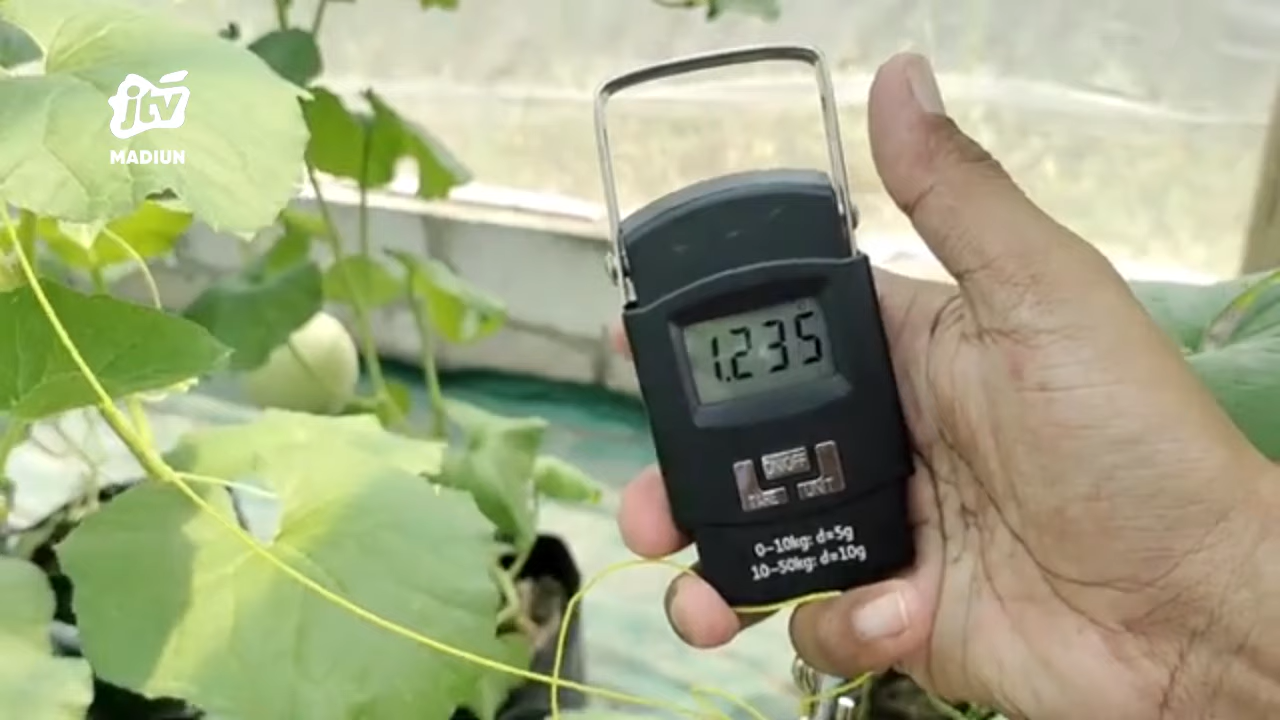 jtv
MADIUN
1.235
ON/OFF
TARE UNIT
0-10kg: d=5g
10-50kg: d=10g